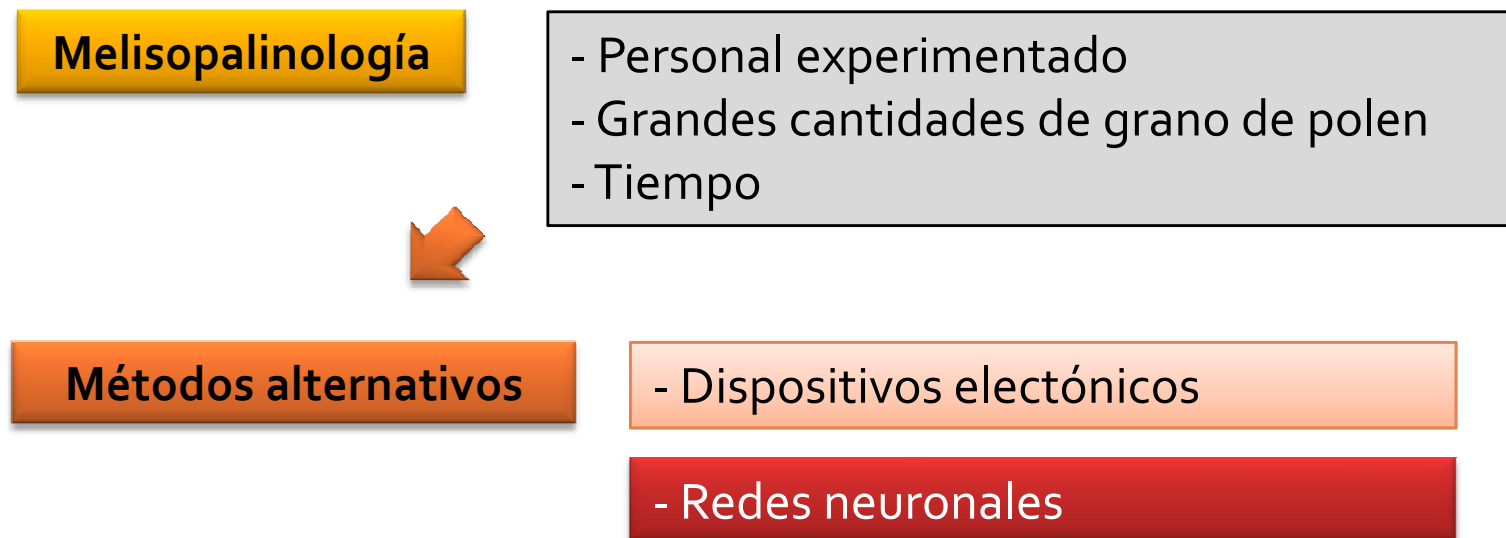 Melisopalinología
- Personal experimentado
- Grandes cantidades de grano de polen
- Tiempo
Métodos alternativos
- Dispositivos electónicos
- Redes neuronales